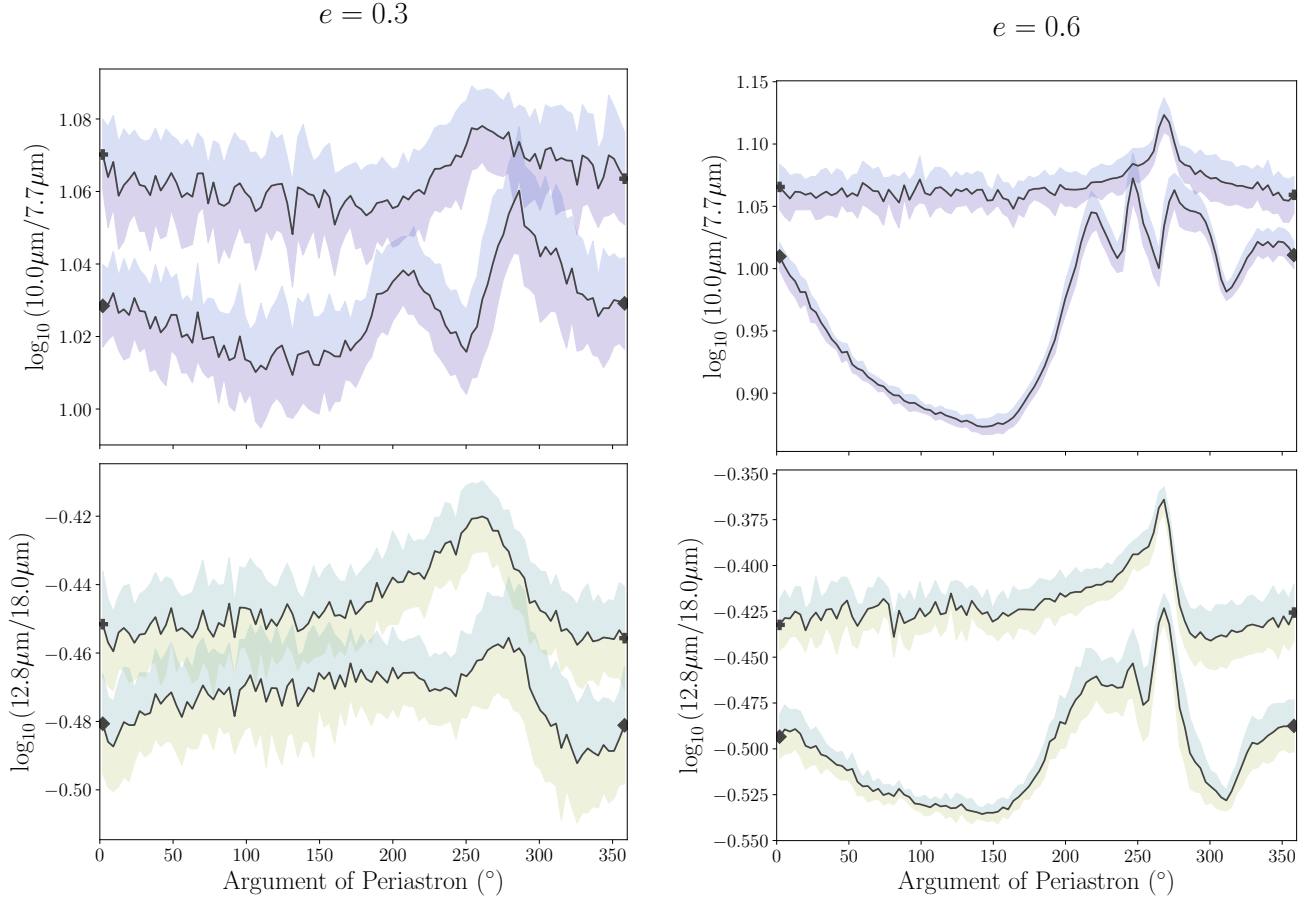 e = 0.3
e = 0.6
log₁₀(10.0μm/7.7μm)
1.08
1.06
1.04
1.02
1.00
log₁₀(10.0μm/7.7μm)
1.15
1.10
1.05
1.00
0.95
0.90
log₁₀(12.8μm/18.0μm)
−0.42
−0.44
−0.46
−0.48
−0.50
0 50 100 150 200 250 300 350
Argument of Periastron (°)
log₁₀(12.8μm/18.0μm)
−0.350
−0.375
−0.400
−0.425
−0.450
−0.475
−0.500
−0.525
−0.550
0 50 100 150 200 250 300 350
Argument of Periastron (°)